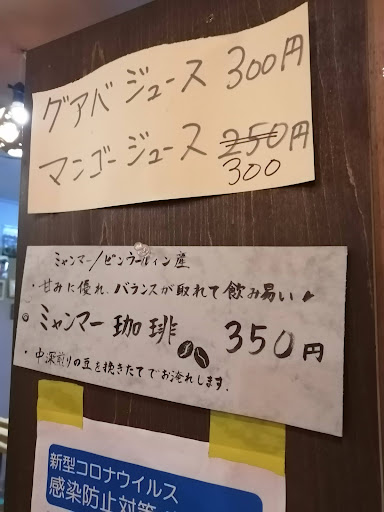 グアバジュース 300円
マンゴージュース 250円
300
ミャンマー/ピンウールィン産
・甘みに優れ、バランスが取れて飲み易い♪
◎ミャンマー珈琲 350円
・中深煎りの豆を挽きたてでお淹れします.
新型コロナウイルス
感染防止対策